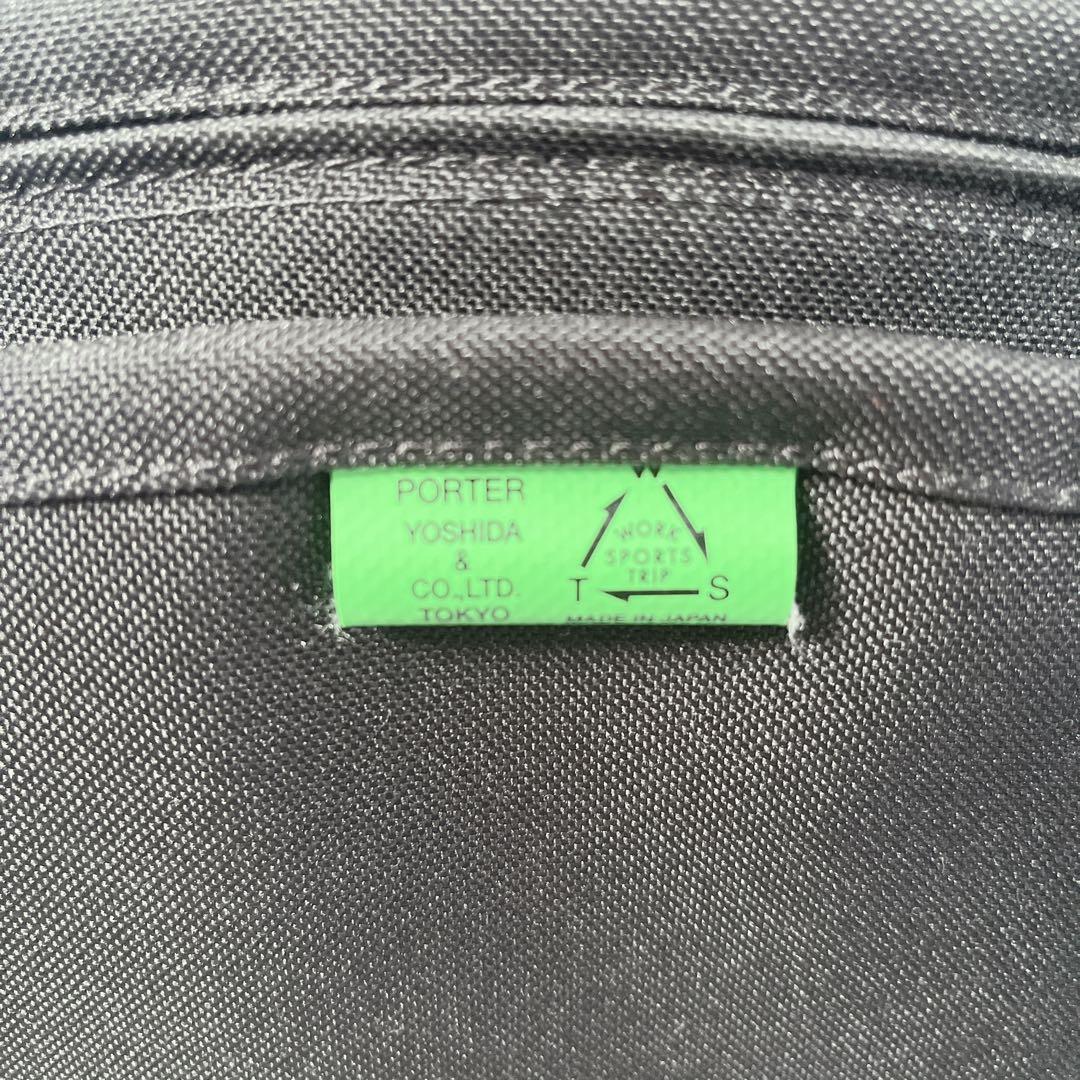 PORTER
YOSHIDA
&
CO.,LTD.
TOKYO
W
WORK
SPORTS
TRIP
T S
MADE IN JAPAN